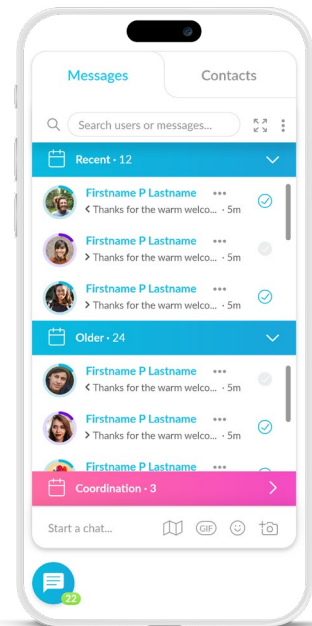 Messages
Contacts
Search users or messages...
Recent • 12
Firstname P Lastname •••
< Thanks for the warm welco... · 5m
Firstname P Lastname •••
> Thanks for the warm welco... · 5m
Firstname P Lastname •••
> Thanks for the warm welco... · 5m
Older • 24
Firstname P Lastname •••
< Thanks for the warm welco... · 5m
Firstname P Lastname •••
> Thanks for the warm welco... · 5m
Firstname P Lastname •••
Coordination • 3
Start a chat...
GIF
22